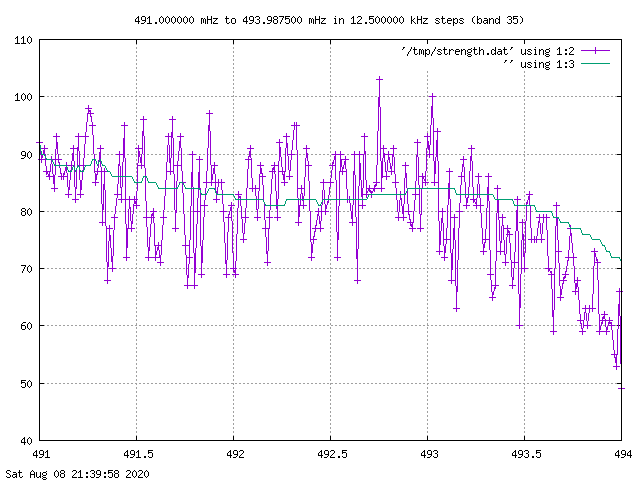 491.000000 mHz to 493.987500 mHz in 12.500000 kHz steps (band 35)
110
'/tmp/strength.dat' using 1:2
'' using 1:3
100
90
80
70
60
50
40
491 491.5 492 492.5 493 493.5 494
Sat Aug 08 21:39:58 2020